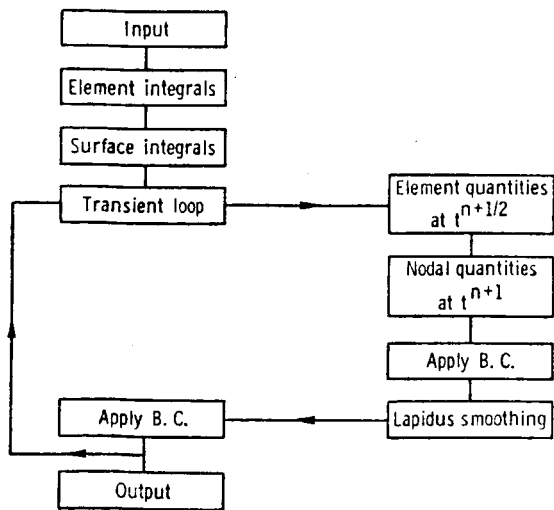 Input
Element integrals
Surface integrals
Transient loop
Element quantities
at t^{n+1/2}
Nodal quantities
at t^{n+1}
Apply B. C.
Lapidus smoothing
Apply B. C.
Output